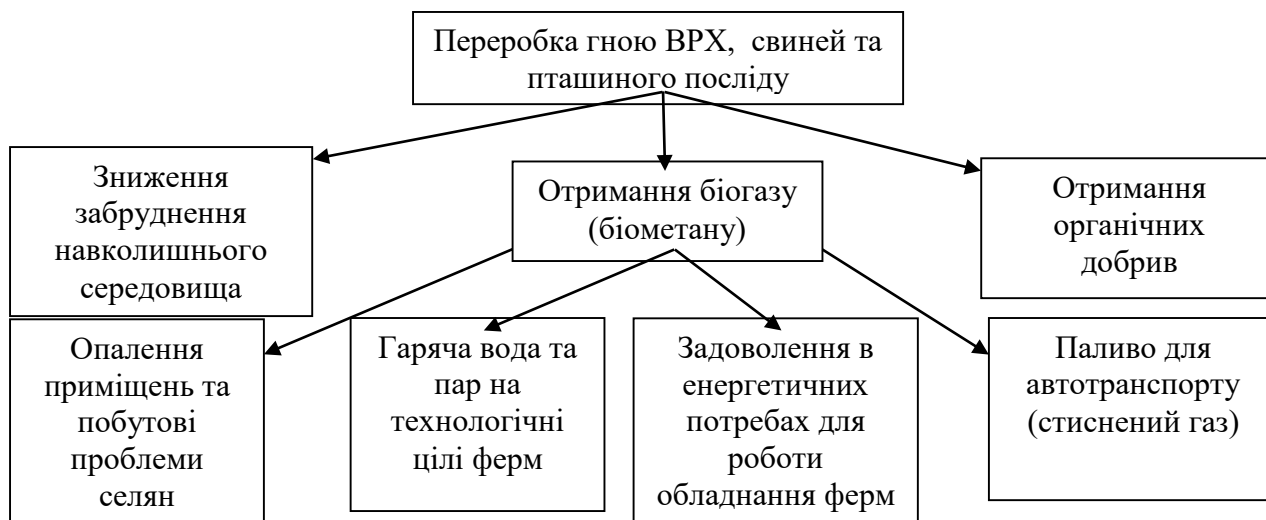 Переробка гною ВРХ, свиней та
пташиного посліду
Зниження
забруднення
навколишнього
середовища
Отримання біогазу
(біометану)
Отримання
органічних
добрив
Опалення
приміщень та
побутові
проблеми
селян
Гаряча вода та
пар на
технологічні
цілі ферм
Задоволення в
енергетичних
потребах для
роботи
обладнання ферм
Паливо для
автотранспорту
(стиснений газ)